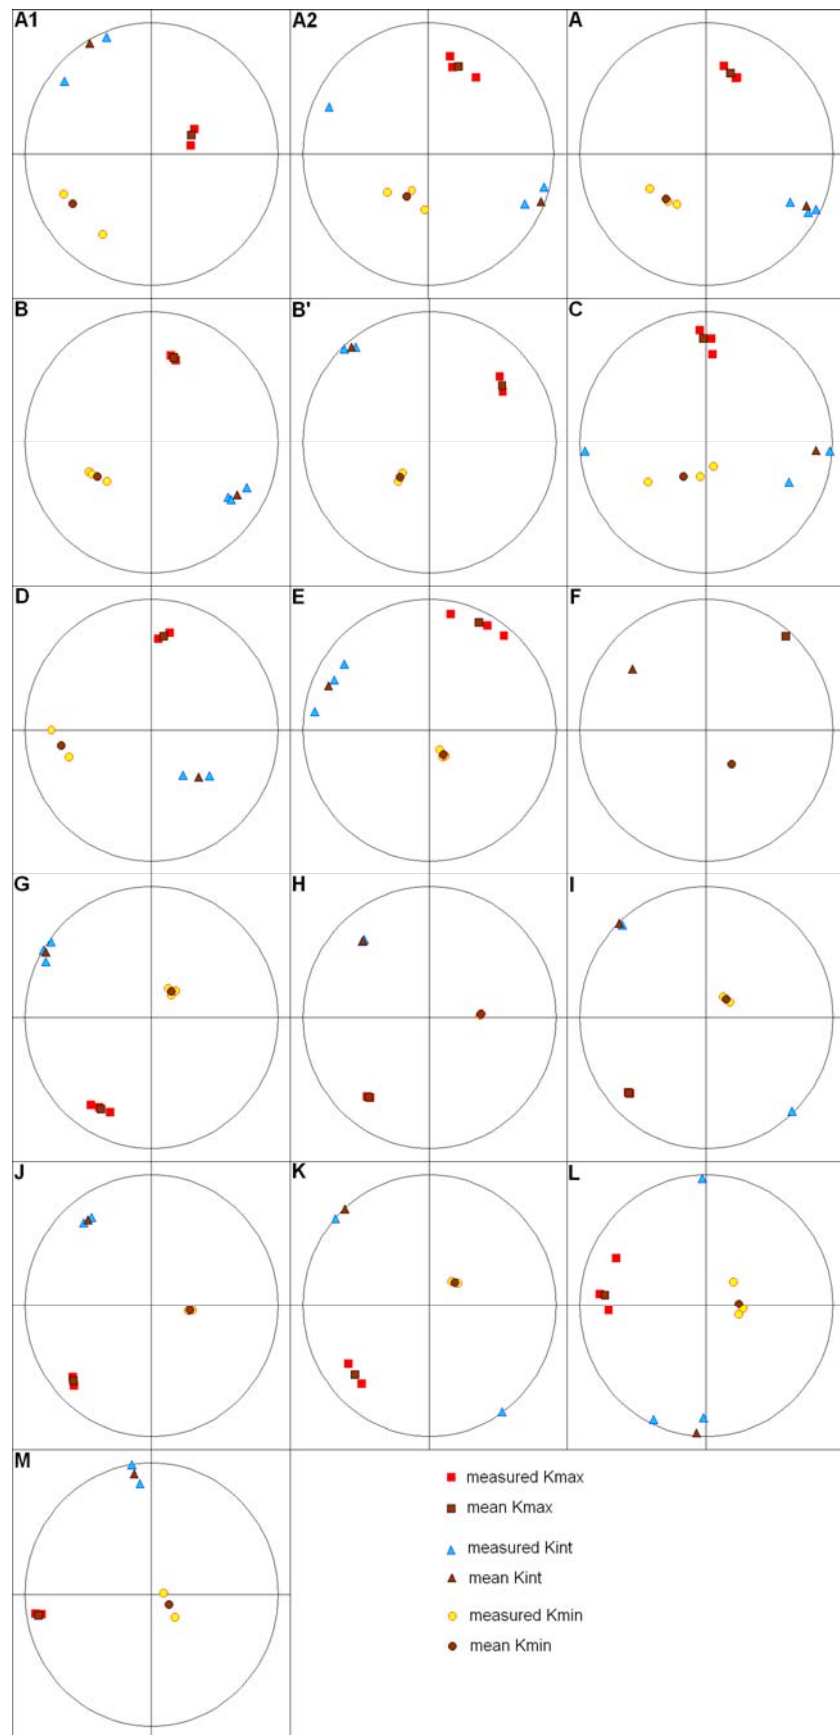 A1
A2
A
B
B'
C
D
E
F
G
H
I
J
K
L
M
measured Kmax
mean Kmax
measured Kint
mean Kint
measured Kmin
mean Kmin